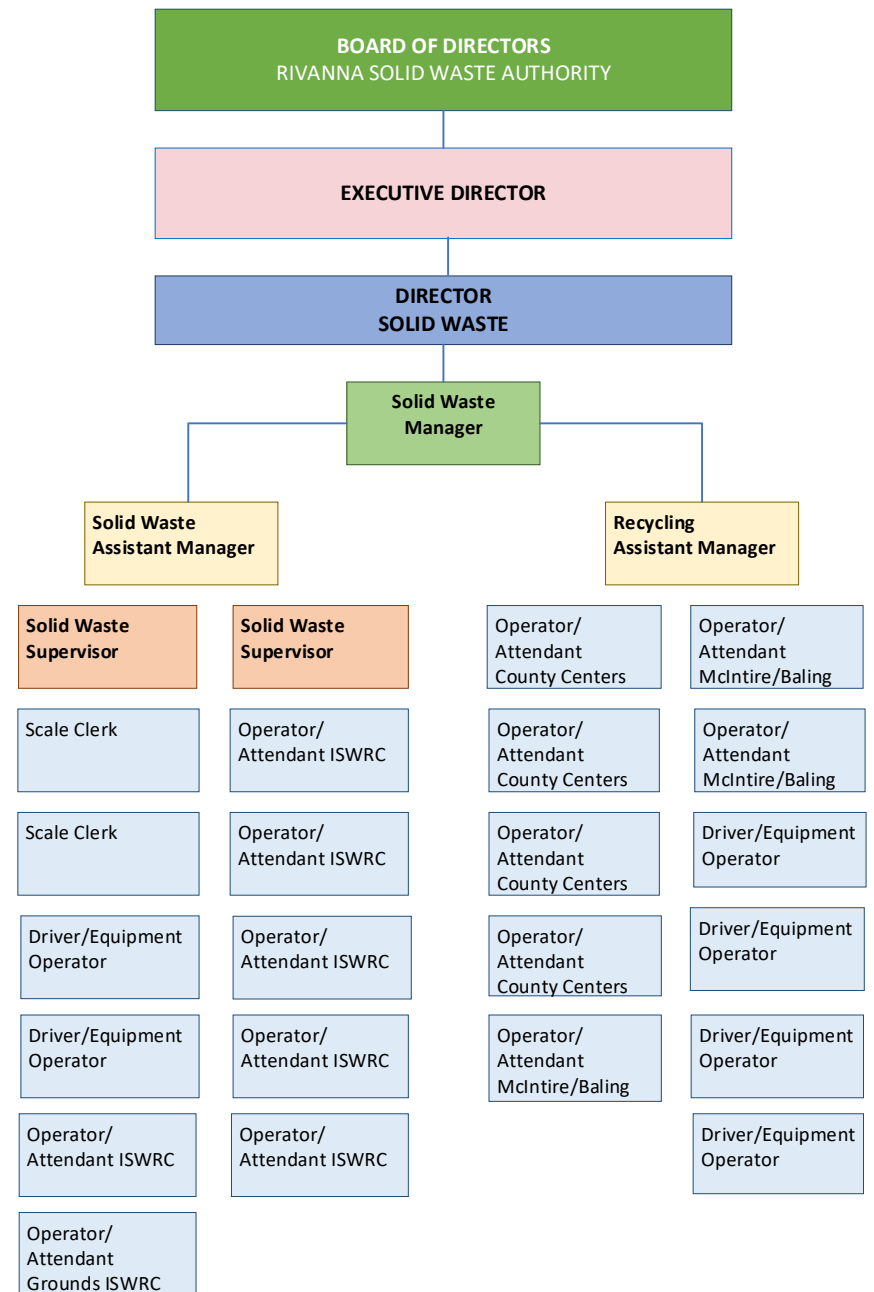 BOARD OF DIRECTORS
RIVANNA SOLID WASTE AUTHORITY
EXECUTIVE DIRECTOR
DIRECTOR
SOLID WASTE
Solid Waste
Manager
Solid Waste
Assistant Manager
Recycling
Assistant Manager
Solid Waste
Supervisor
Scale Clerk
Scale Clerk
Driver/Equipment
Operator
Driver/Equipment
Operator
Operator/
Attendant ISWRC
Operator/
Attendant
Grounds ISWRC
Solid Waste
Supervisor
Operator/
Attendant ISWRC
Operator/
Attendant ISWRC
Operator/
Attendant ISWRC
Operator/
Attendant ISWRC
Operator/
Attendant ISWRC
Operator/
Attendant
County Centers
Operator/
Attendant
County Centers
Operator/
Attendant
County Centers
Operator/
Attendant
County Centers
Operator/
Attendant
McIntire/Baling
Operator/
Attendant
McIntire/Baling
Operator/
Attendant
McIntire/Baling
Driver/Equipment
Operator
Driver/Equipment
Operator
Driver/Equipment
Operator
Driver/Equipment
Operator